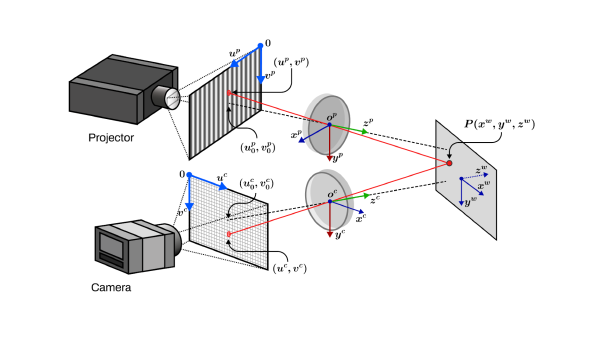 0
u^p
(u^p, v^p)
v^p
o^p
z^p
x^p
y^p
P(x^w, y^w, z^w)
Projector
(u_0^p, v_0^p)
0
u^c
(u_0^c, v_0^c)
z^w
x^w
y^w
o^c
z^c
v^c
x^c
y^c
(u^c, v^c)
Camera